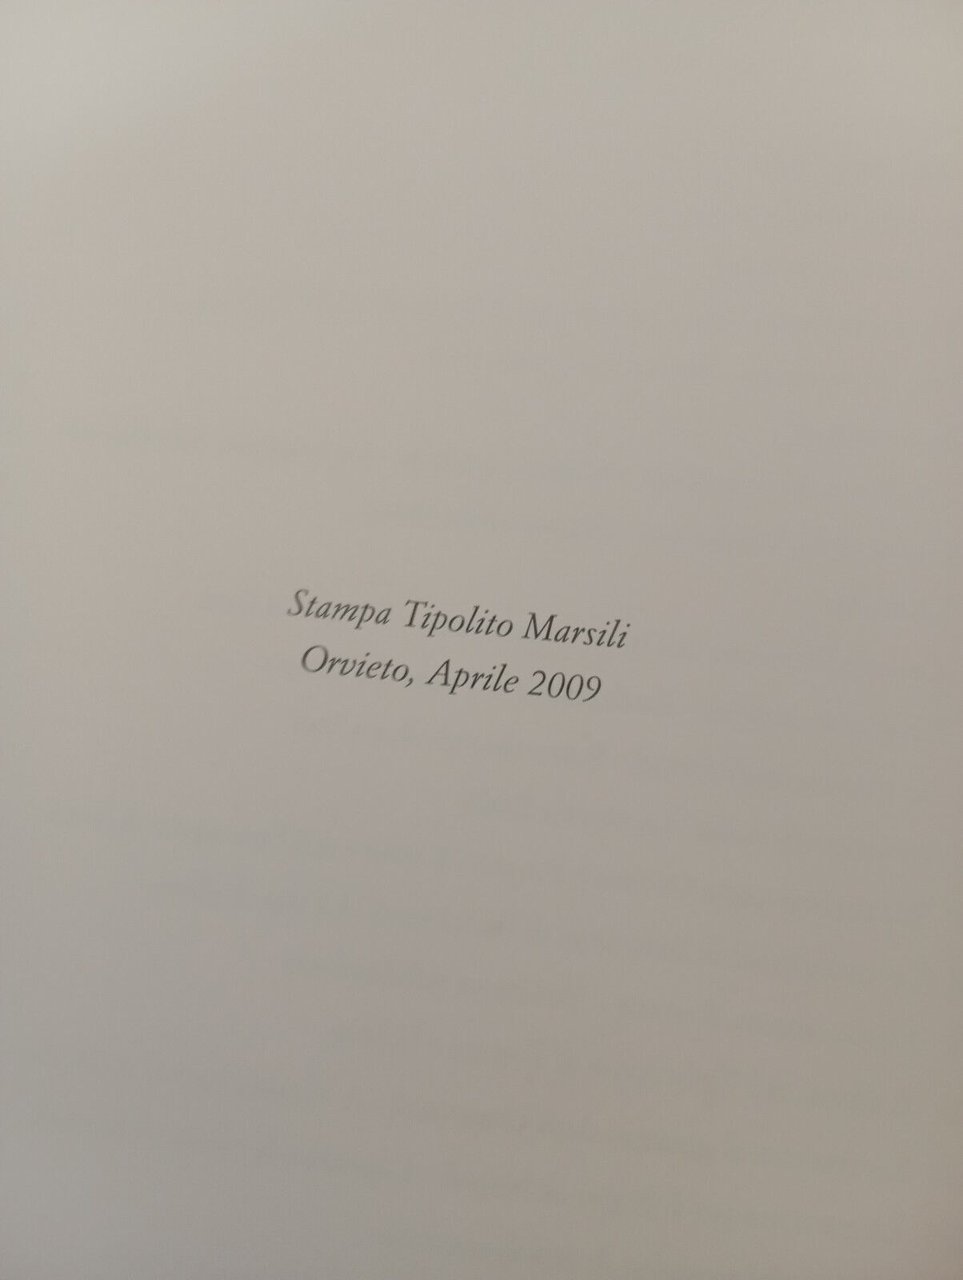 Stampa Tipolito Marsili
Orvieto, Aprile 2009